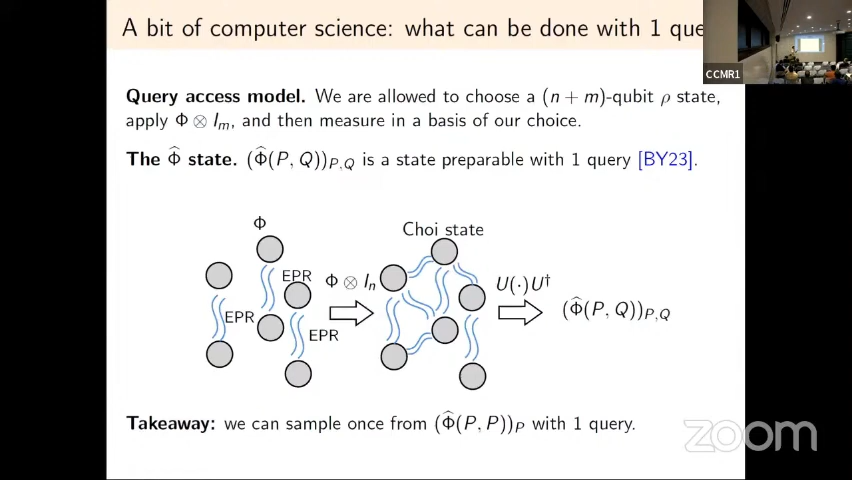 A bit of computer science: what can be done with 1 que
CCMR1
Query access model. We are allowed to choose a (n + m)-qubit ρ state,
apply Φ ⊗ I_m, and then measure in a basis of our choice.
The Φ̂ state. (Φ̂(P, Q))_{P,Q} is a state preparable with 1 query [BY23].
Φ
Choi state
EPR
Φ ⊗ I_n
U(·)U†
EPR
(Φ̂(P, Q))_{P,Q}
EPR
Takeaway: we can sample once from (Φ̂(P, P))_P with 1 query.
zoom